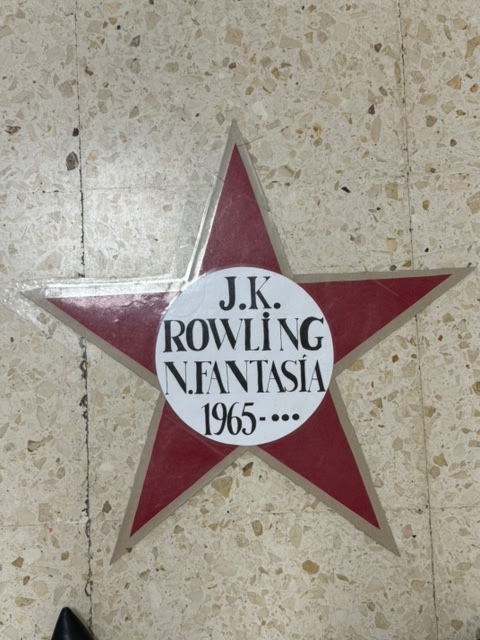 J.K.
ROWLiNG
N.FANTASÍA
1965-•••